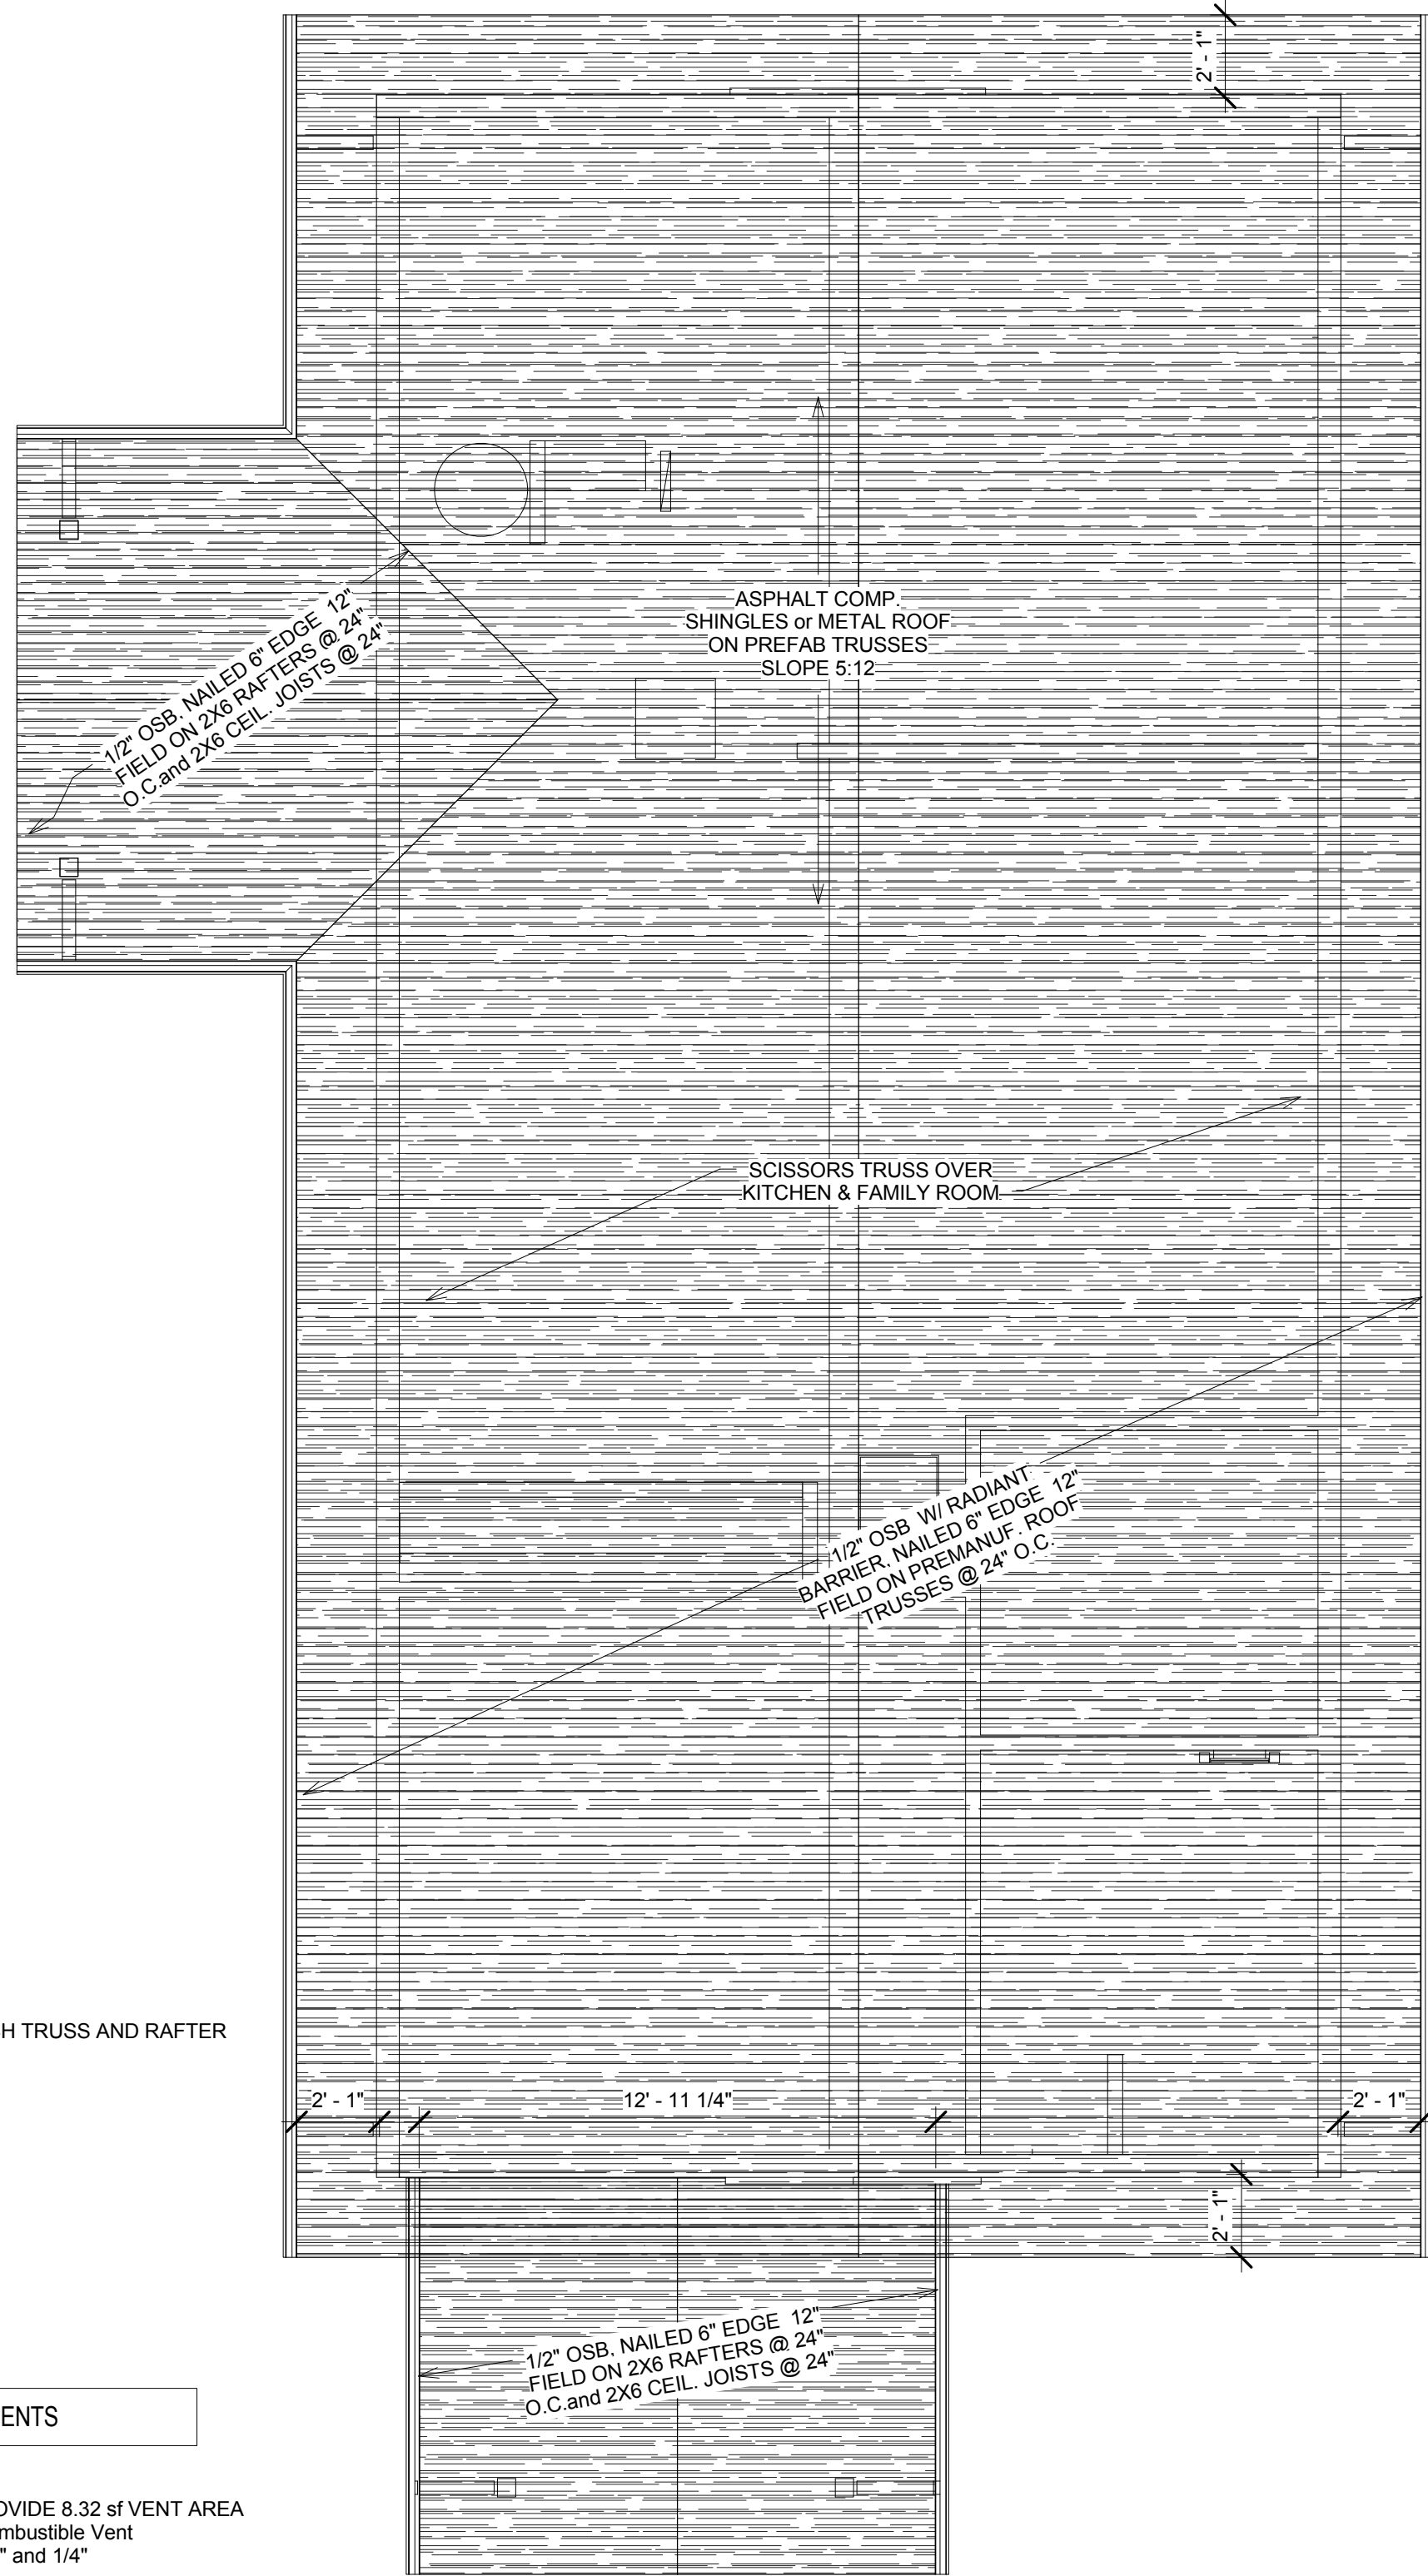 2' - 1"
1/2" OSB, NAILED 6" EDGE 12"
FIELD ON 2X6 RAFTERS @ 24"
O.C.and 2X6 CEIL. JOISTS @ 24"
ASPHALT COMP.
SHINGLES or METAL ROOF
ON PREFAB TRUSSES
SLOPE 5:12
SCISSORS TRUSS OVER
KITCHEN & FAMILY ROOM
1/2" OSB W/ RADIANT
BARRIER, NAILED 6" EDGE 12"
FIELD ON PREMANUF. ROOF
TRUSSES @ 24" O.C.
H TRUSS AND RAFTER
2' - 1"
12' - 11 1/4"
2' - 1"
2' - 1"
1/2" OSB, NAILED 6" EDGE 12"
FIELD ON 2X6 RAFTERS @ 24"
O.C.and 2X6 CEIL. JOISTS @ 24"
ENTS
OVIDE 8.32 sf VENT AREA
mbustible Vent
" and 1/4"